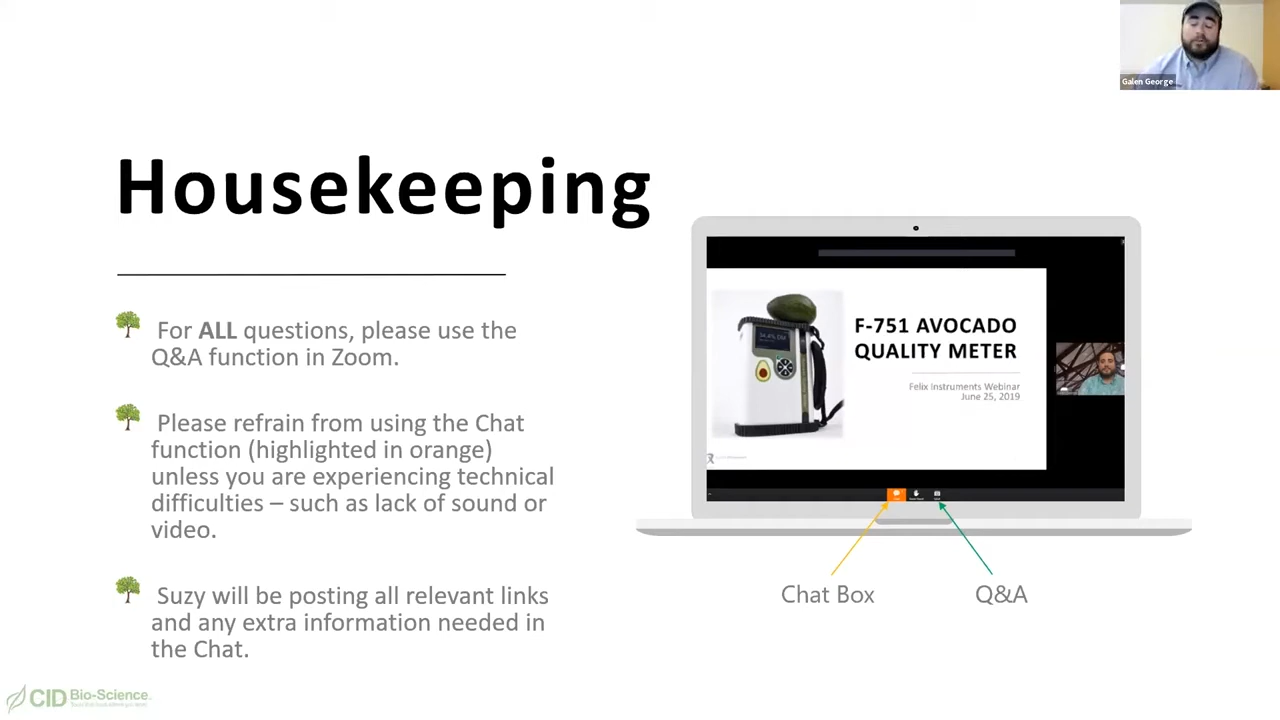 Galen George
Housekeeping
For ALL questions, please use the
Q&A function in Zoom.
Please refrain from using the Chat
function (highlighted in orange)
unless you are experiencing technical
difficulties – such as lack of sound or
video.
Suzy will be posting all relevant links
and any extra information needed in
the Chat.
F-751 AVOCADO
QUALITY METER
Felix Instruments Webinar
June 25, 2019
Chat Box
Q&A
CID Bio-Science